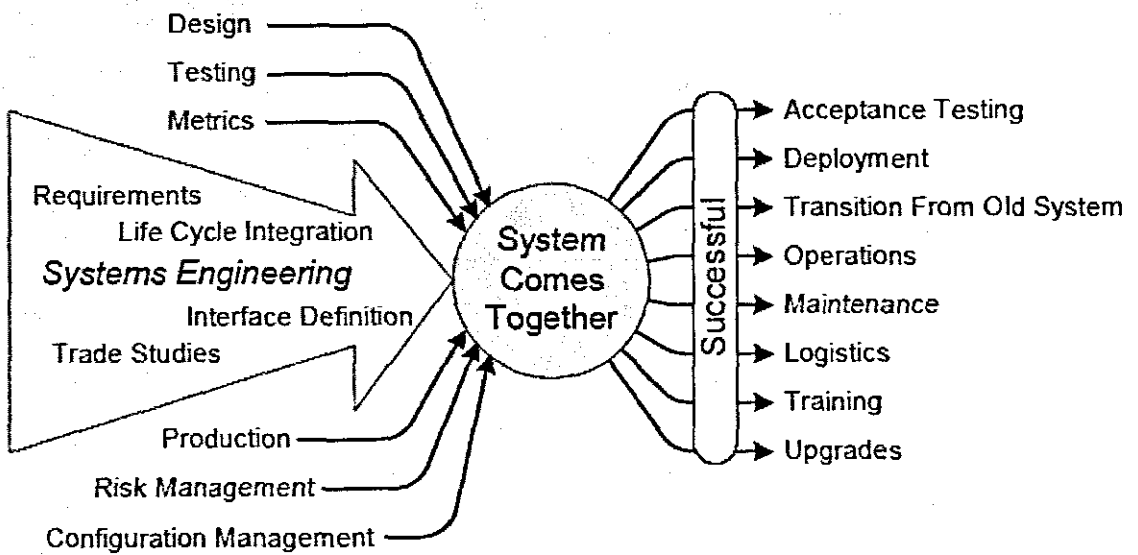 Design
Testing
Metrics
Requirements
Life Cycle Integration
Systems Engineering
Interface Definition
Trade Studies
Production
Risk Management
Configuration Management
System
Comes
Together
Successful
Acceptance Testing
Deployment
Transition From Old System
Operations
Maintenance
Logistics
Training
Upgrades